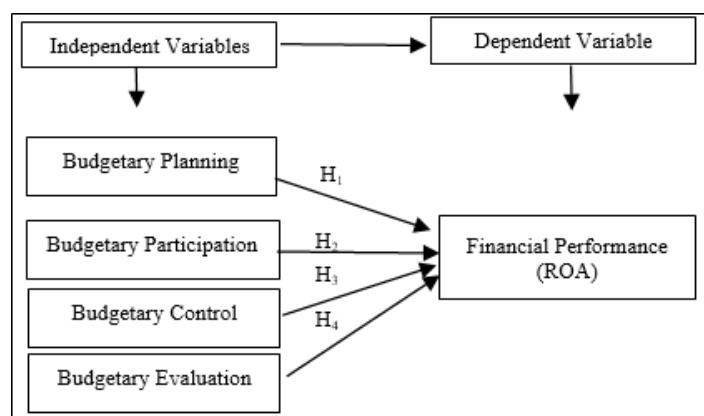 Independent Variables
Dependent Variable
Budgetary Planning
H₁
Budgetary Participation
H₂
Financial Performance
(ROA)
H₃
Budgetary Control
H₄
Budgetary Evaluation